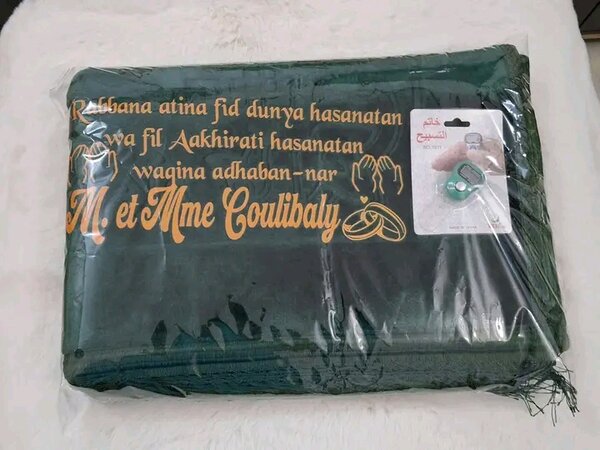 Rabbana atina fid dunya hasanatan
wa fil Aakhirati hasanatan
waqina adhaban-nar
M. et Mme Coulibaly
خاتم
التسبيح